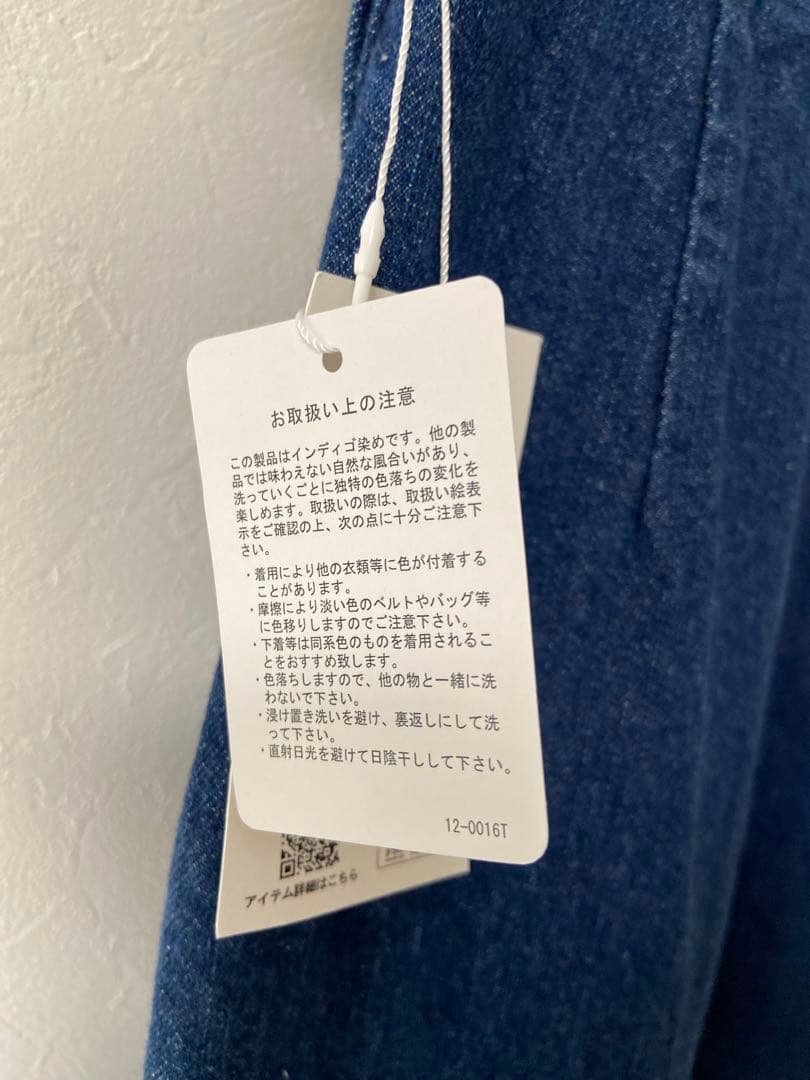 お取扱い上の注意
この製品はインディゴ染めです。他の製
品では味わえない自然な風合いがあり、
洗っていくごとに独特の色落ちの変化を
楽しめます。取扱いの際は、取扱い絵表
示をご確認の上、次の点に十分ご注意下
さい。
・着用により他の衣類等に色が付着する
ことがあります。
・摩擦により淡い色のベルトやバッグ等
に色移りしますのでご注意下さい。
・下着等は同系色のものを着用されるこ
とをおすすめ致します。
・色落ちしますので、他の物と一緒に洗
わないで下さい。
・浸け置き洗いを避け、裏返しにして洗
って下さい。
・直射日光を避けて日陰干しして下さい。
12-0016T
アイテム詳細はこちら